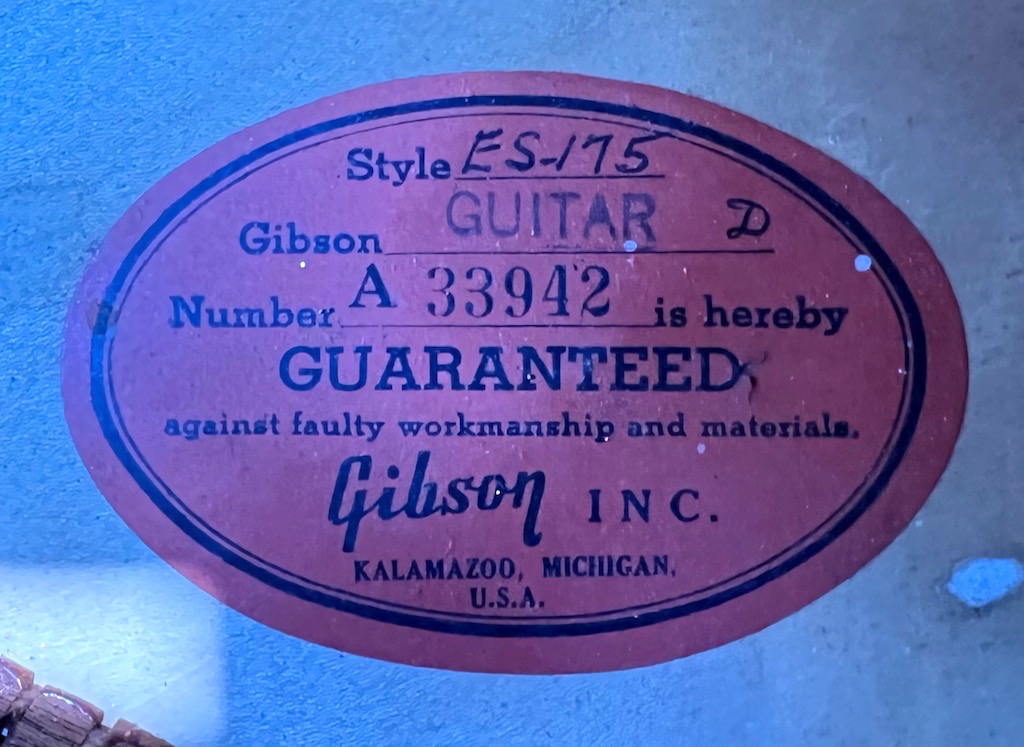 Style ES-175
Gibson GUITAR D
Number A 33942 is hereby
GUARANTEED
against faulty workmanship and materials.
Gibson INC.
KALAMAZOO, MICHIGAN,
U.S.A.